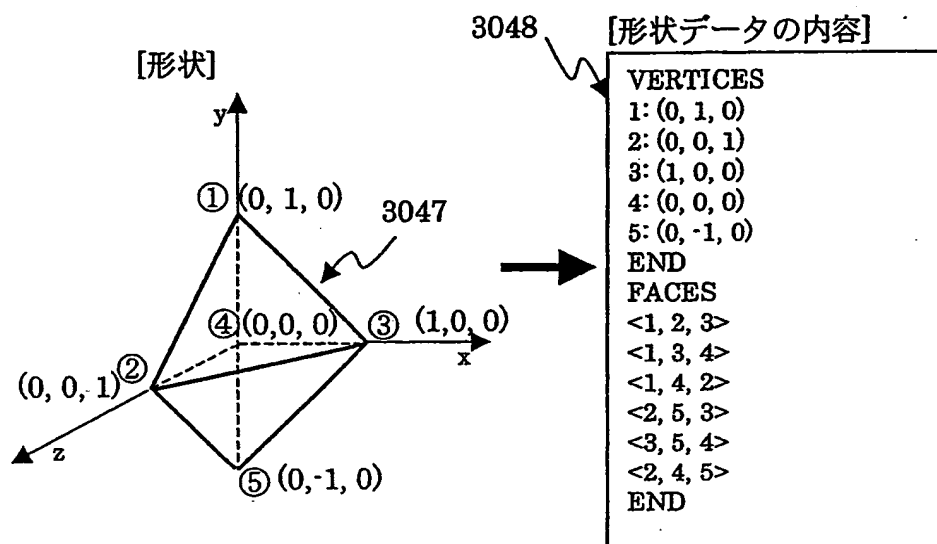 [形状]
y
①(0, 1, 0)
3047
④(0,0, 0)
③ (1,0, 0)
x
②
(0, 0, 1)
z
⑤(0,-1, 0)
3048
[形状データの内容]
VERTICES
1: (0, 1, 0)
2: (0, 0, 1)
3: (1, 0, 0)
4: (0, 0, 0)
5: (0, -1, 0)
END
FACES
<1, 2, 3>
<1, 3, 4>
<1, 4, 2>
<2, 5, 3>
<3, 5, 4>
<2, 4, 5>
END